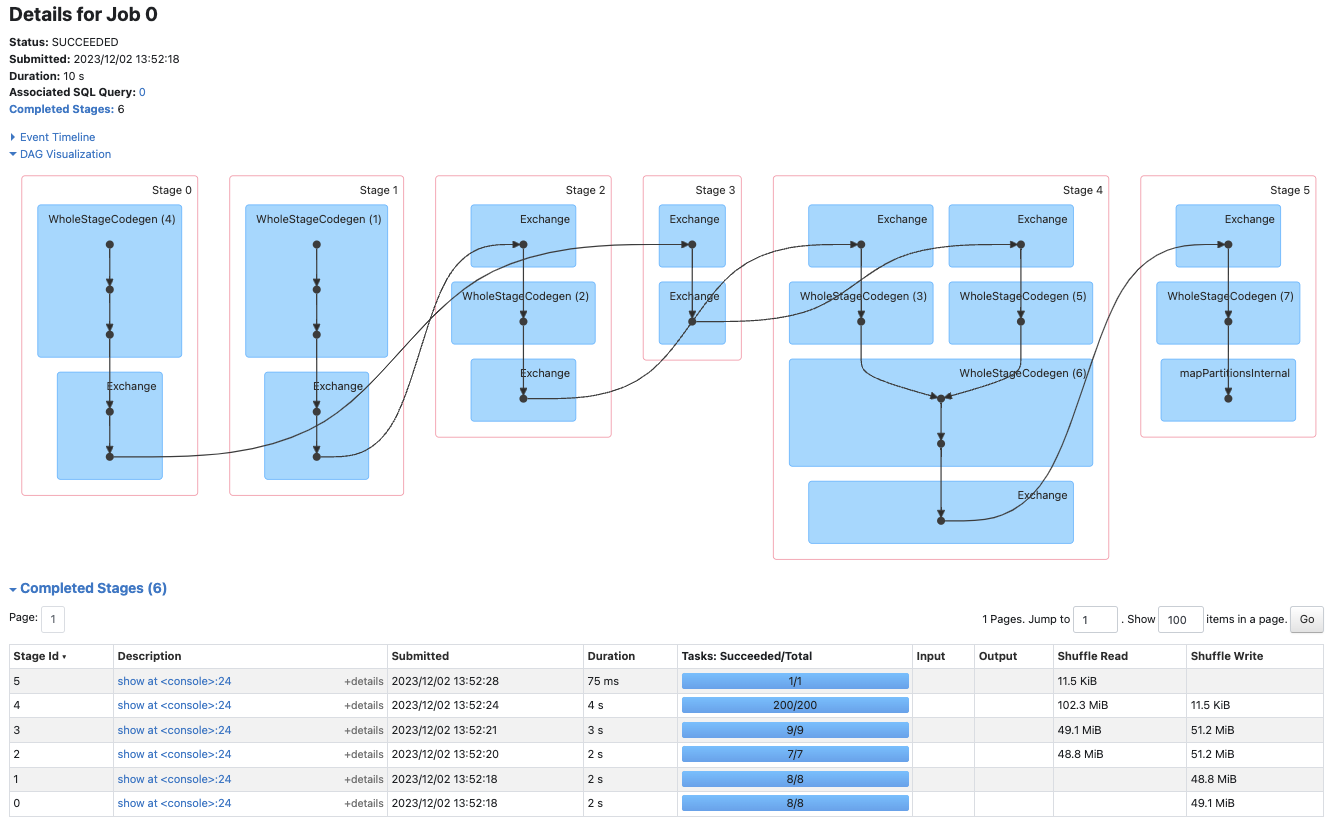 Details for Job 0
Status: SUCCEEDED
Submitted: 2023/12/02 13:52:18
Duration: 10 s
Associated SQL Query: 0
Completed Stages: 6
Event Timeline
DAG Visualization
Stage 0
WholeStageCodegen (4)
Exchange
Stage 1
WholeStageCodegen (1)
Exchange
Stage 2
Exchange
WholeStageCodegen (2)
Exchange
Stage 3
Exchange
Exchange
Stage 4
Exchange
Exchange
WholeStageCodegen (3)
WholeStageCodegen (5)
WholeStageCodegen (6)
Exchange
Stage 5
Exchange
WholeStageCodegen (7)
mapPartitionsInternal
Completed Stages (6)
Page: 1
1 Pages. Jump to 1 . Show 100 items in a page. Go
Stage Id Description Submitted Duration Tasks: Succeeded/Total Input Output Shuffle Read Shuffle Write
5 show at <console>:24 +details 2023/12/02 13:52:28 75 ms 1/1 11.5 KiB
4 show at <console>:24 +details 2023/12/02 13:52:24 4 s 200/200 102.3 MiB 11.5 KiB
3 show at <console>:24 +details 2023/12/02 13:52:21 3 s 9/9 49.1 MiB 51.2 MiB
2 show at <console>:24 +details 2023/12/02 13:52:20 2 s 7/7 48.8 MiB 51.2 MiB
1 show at <console>:24 +details 2023/12/02 13:52:18 2 s 8/8 48.8 MiB
0 show at <console>:24 +details 2023/12/02 13:52:18 2 s 8/8 49.1 MiB